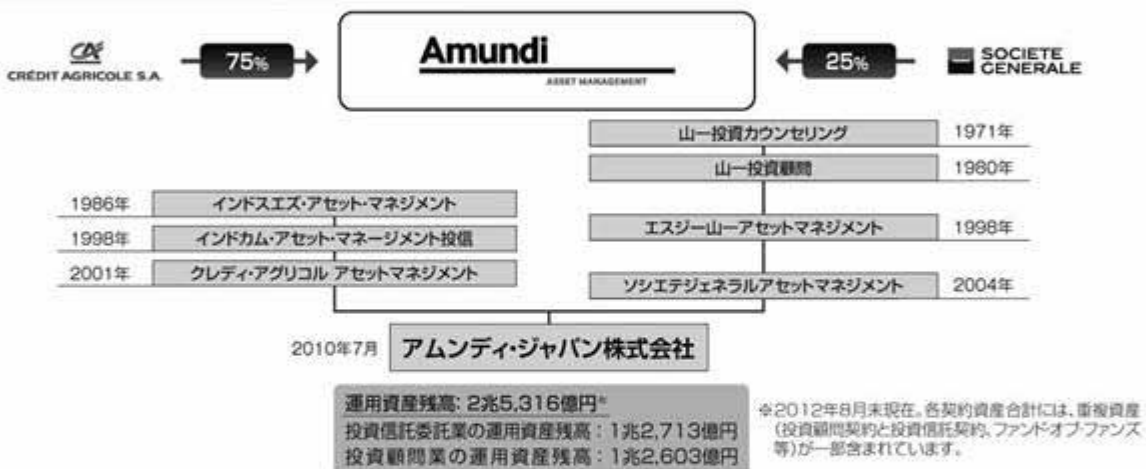 CA
CRÉDIT AGRICOLE S.A.
75%
Amundi
ASSET MANAGEMENT
25%
SOCIETE
GENERALE
山一投資カウンセリング 1971年
山一投資顧問 1980年
1986年 インドスエズ・アセット・マネジメント
1998年 インドカム・アセット・マネージメント投信
エスジー山一アセットマネジメント 1998年
2001年 クレディ・アグリコル アセットマネジメント
ソシエテジェネラルアセットマネジメント 2004年
2010年7月 アムンディ・ジャパン株式会社
運用資産残高: 2兆5,316億円*
投資信託委託業の運用資産残高：1兆2,713億円
投資顧問業の運用資産残高：1兆2,603億円
※2012年8月末現在。各契約資産合計には、重複資産
(投資顧問契約と投資信託契約、ファンドオブファンズ
等)が一部含まれています。